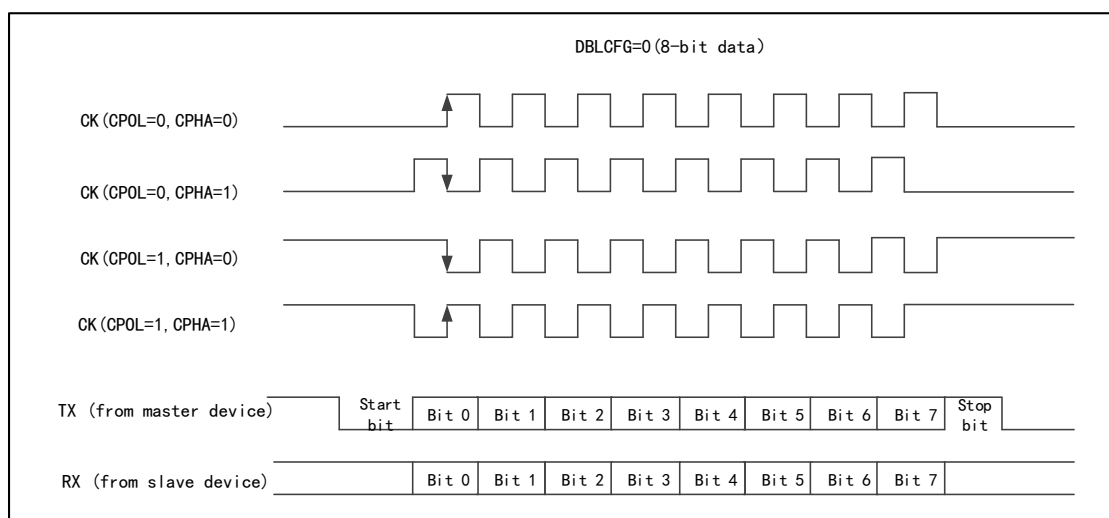 DBLCFG=0(8-bit data)
CK(CPOL=0, CPHA=0)
CK(CPOL=0, CPHA=1)
CK(CPOL=1, CPHA=0)
CK(CPOL=1, CPHA=1)
TX (from master device) Start bit Bit 0 Bit 1 Bit 2 Bit 3 Bit 4 Bit 5 Bit 6 Bit 7 Stop bit
RX (from slave device) Bit 0 Bit 1 Bit 2 Bit 3 Bit 4 Bit 5 Bit 6 Bit 7